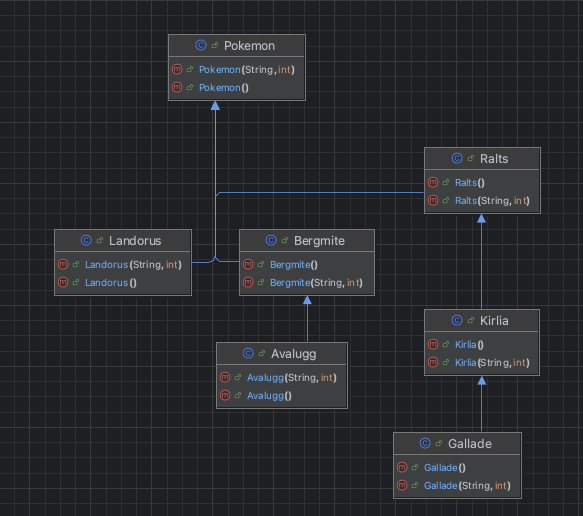 Pokemon
Pokemon(String, int)
Pokemon()
Ralts
Ralts()
Ralts(String, int)
Landorus
Landorus(String, int)
Landorus()
Bergmite
Bergmite()
Bergmite(String, int)
Avalugg
Avalugg(String, int)
Avalugg()
Kirlia
Kirlia()
Kirlia(String, int)
Gallade
Gallade()
Gallade(String, int)